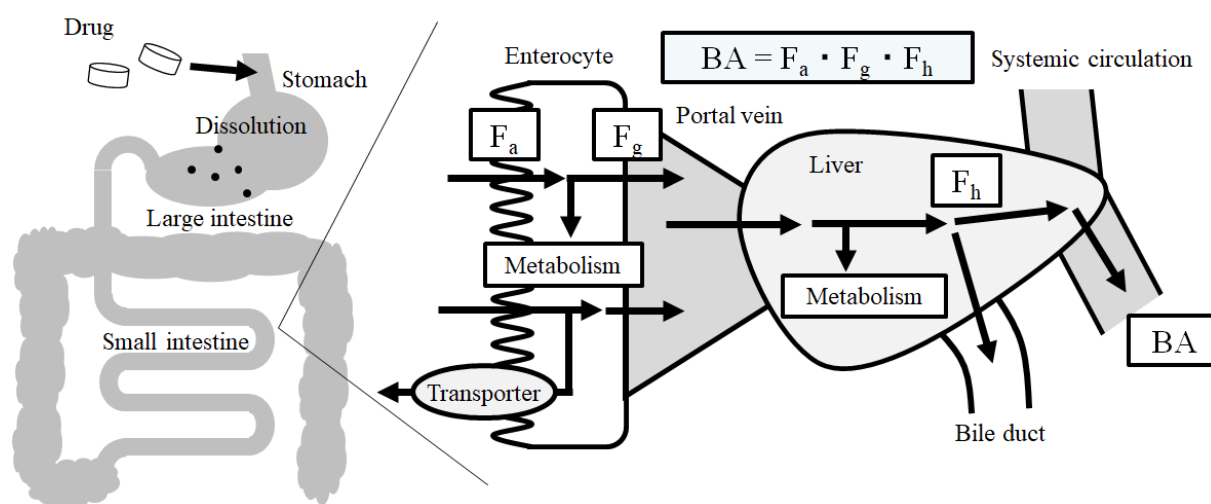 Drug
Stomach
Dissolution
Large intestine
Small intestine
Enterocyte
BA = Fa · Fg · Fh
Systemic circulation
Portal vein
Fa
Fg
Liver
Fh
Metabolism
Metabolism
BA
Transporter
Bile duct